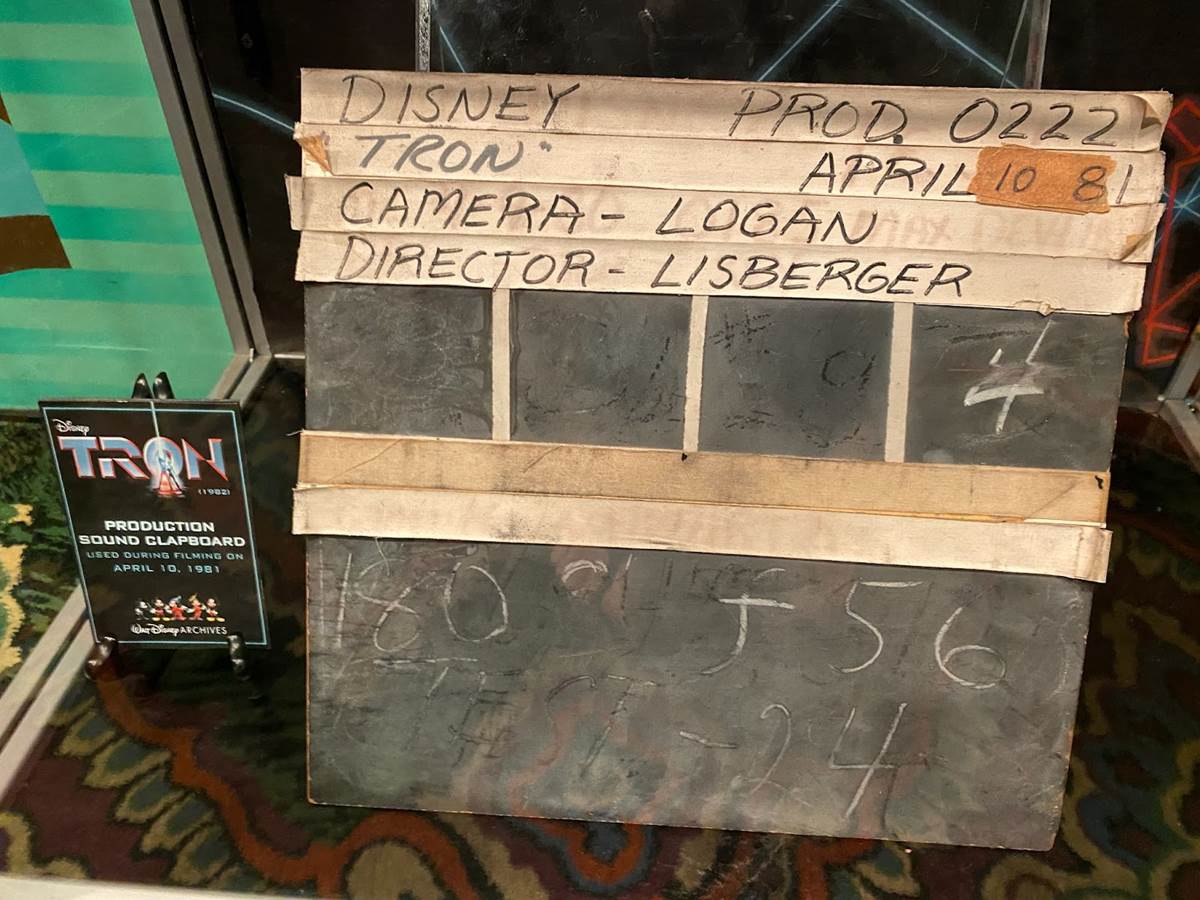 DISNEY PROD. 0222
"TRON" APRIL 10 81
CAMERA - LOGAN
DIRECTOR - LISBERGER
4
180 J 56
- 24
Disney
TRON
(1982)
PRODUCTION
SOUND CLAPBOARD
USED DURING FILMING ON
APRIL 10, 1981
WALT DISNEY ARCHIVES